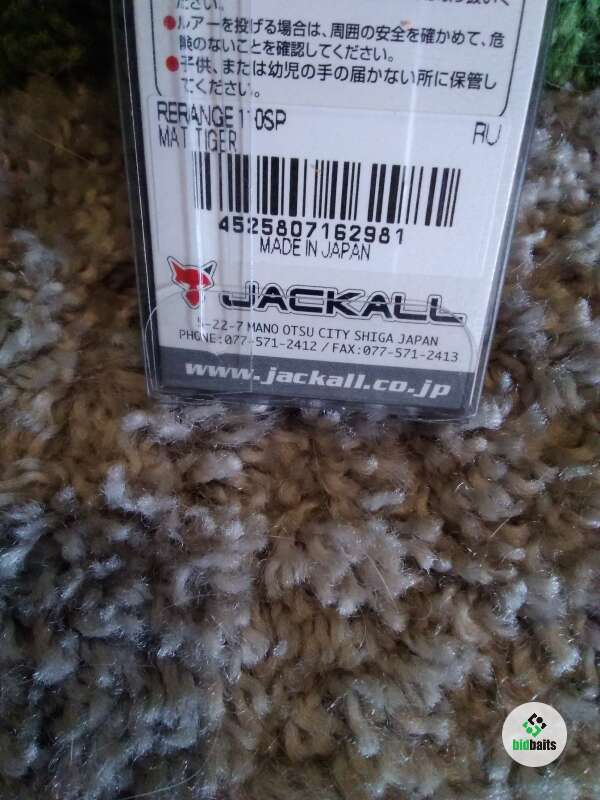 ださい。
●ルアーを投げる場合は、周囲の安全を確かめて、危
険のないことを確認してください。
●子供、または幼児の手の届かない所に保管し
てください。
RERANGE 110SP RU
MAT TIGER
4525807162981
MADE IN JAPAN
JACKALL
5-22-7 MANO OTSU CITY SHIGA JAPAN
PHONE:077-571-2412 / FAX:077-571-2413
www.jackall.co.jp
bidbaits